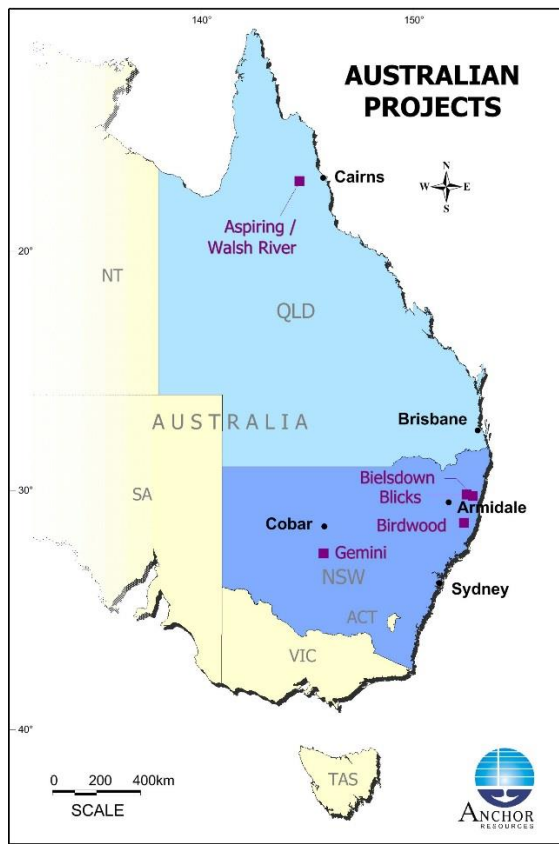 140°
150°
AUSTRALIAN
PROJECTS
N
W E
S
Cairns
Aspiring /
Walsh River
20°
NT
QLD
AUSTRALIA
Brisbane
Bielsdown
Blicks
30°
SA
Armidale
Cobar
Birdwood
Gemini
NSW
Sydney
ACT
VIC
40°
0 200 400km
SCALE
TAS
ANCHOR
RESOURCES